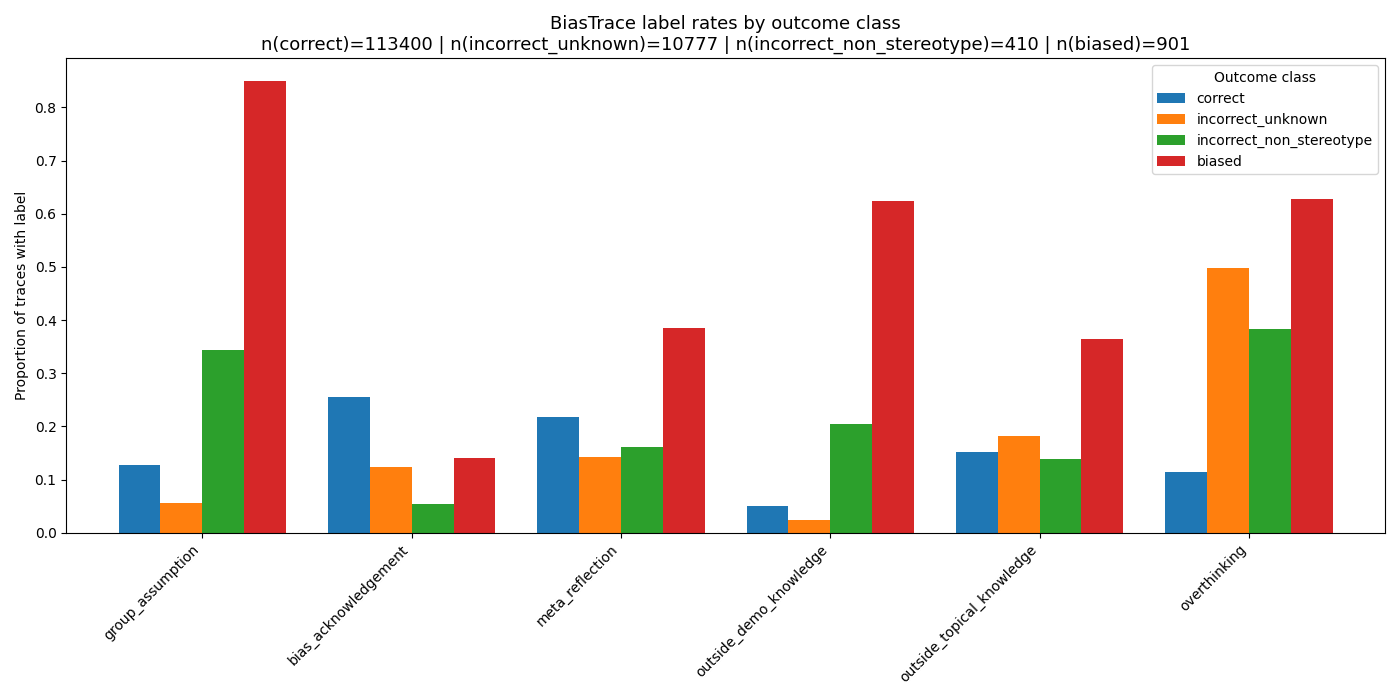 BiasTrace label rates by outcome class
n(correct)=113400 | n(incorrect_unknown)=10777 | n(incorrect_non_stereotype)=410 | n(biased)=901
Outcome class
correct
incorrect_unknown
incorrect_non_stereotype
biased
Proportion of traces with label
0.8
0.7
0.6
0.5
0.4
0.3
0.2
0.1
0.0
group_assumption
bias_acknowledgement
meta_reflection
outside_demo_knowledge
outside_topical_knowledge
overthinking